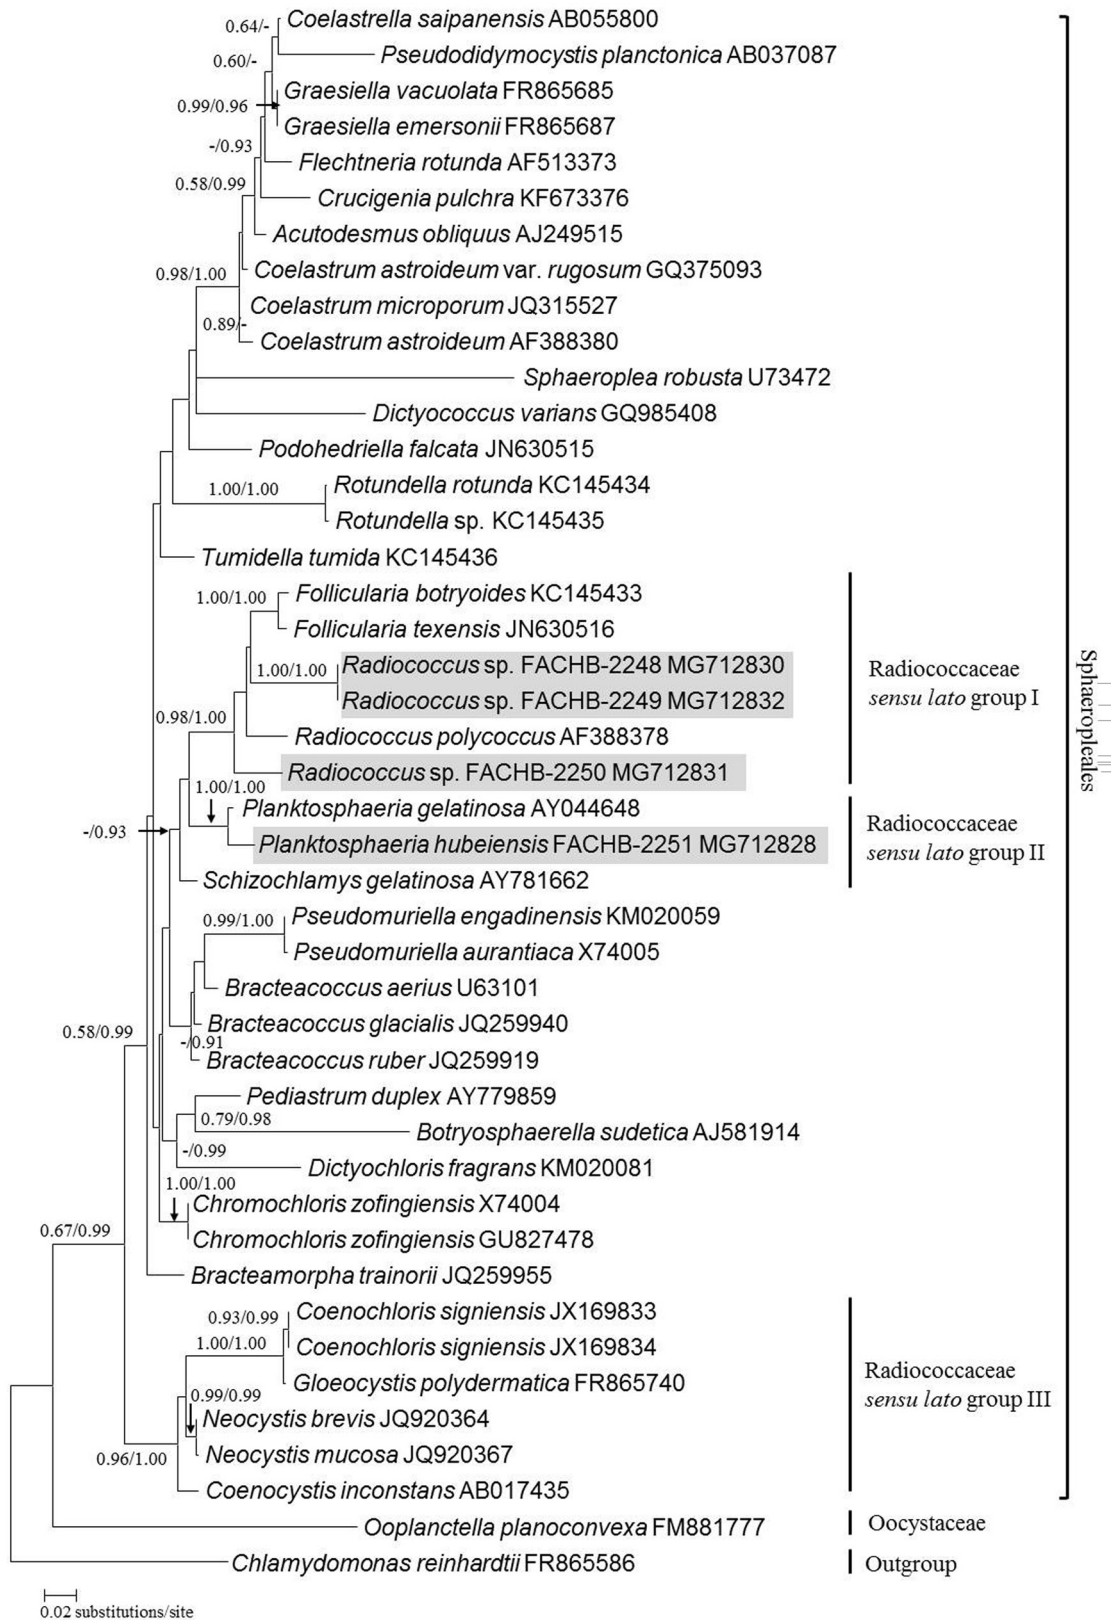 0.64/-
Coelastrella saipanensis AB055800
0.60/-
Pseudodidymocystis planctonica AB037087
0.99/0.96
Graesiella vacuolata FR865685
Graesiella emersonii FR865687
-/0.93
Flechtneria rotunda AF513373
0.58/0.99
Crucigenia pulchra KF673376
Acutodesmus obliquus AJ249515
Coelastrum astroideum var. rugosum GQ375093
0.98/1.00
Coelastrum microporum JQ315527
0.89/-
Coelastrum astroideum AF388380
Sphaeroplea robusta U73472
Dictyococcus varians GQ985408
Podohedriella falcata JN630515
1.00/1.00
Rotundella rotunda KC145434
Rotundella sp. KC145435
Tumidella tumida KC145436
1.00/1.00
Follicularia botryoides KC145433
Follicularia texensis JN630516
1.00/1.00
Radiococcus sp. FACHB-2248 MG712830
Radiococcus sp. FACHB-2249 MG712832
Radiococcaceae
sensu lato group I
0.98/1.00
Radiococcus polycoccus AF388378
Radiococcus sp. FACHB-2250 MG712831
Sphaeropleales
1.00/1.00
Planktosphaeria gelatinosa AY044648
-/0.93
Planktosphaeria hubeiensis FACHB-2251 MG712828
Radiococcaceae
sensu lato group II
Schizochlamys gelatinosa AY781662
0.99/1.00
Pseudomuriella engadinensis KM020059
Pseudomuriella aurantiaca X74005
Bracteacoccus aerius U63101
Bracteacoccus glacialis JQ259940
0.58/0.99
-/0.91
Bracteacoccus ruber JQ259919
Pediastrum duplex AY779859
0.79/0.98
Botryosphaerella sudetica AJ581914
-/0.99
Dictyochloris fragrans KM020081
1.00/1.00
Chromochloris zofingiensis X74004
0.67/0.99
Chromochloris zofingiensis GU827478
Bracteamorpha trainorii JQ259955
0.93/0.99
Coenochloris signiensis JX169833
1.00/1.00
Coenochloris signiensis JX169834
Gloeocystis polydermatica FR865740
Radiococcaceae
sensu lato group III
0.99/0.99
Neocystis brevis JQ920364
0.96/1.00
Neocystis mucosa JQ920367
Coenocystis inconstans AB017435
Ooplanctella planoconvexa FM881777
Oocystaceae
Chlamydomonas reinhardtii FR865586
Outgroup
0.02 substitutions/site